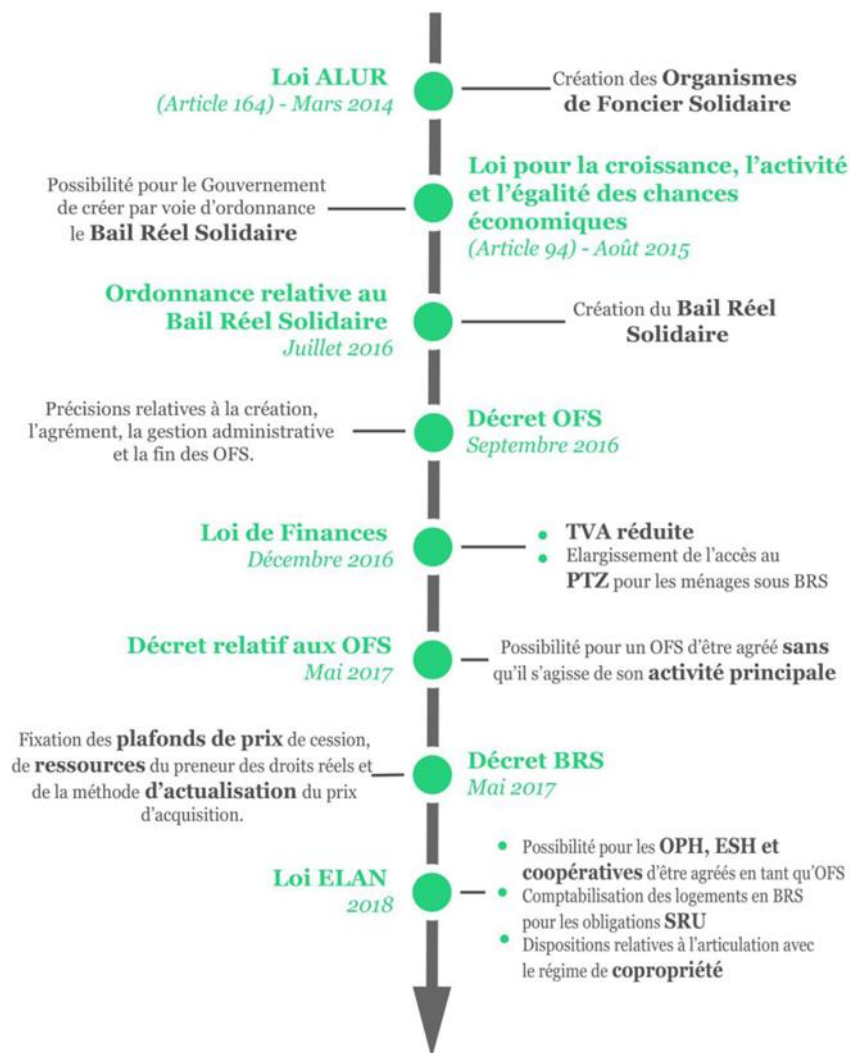 Loi ALUR
(Article 164) - Mars 2014
Création des Organismes
de Foncier Solidaire
Loi pour la croissance, l’activité
et l’égalité des chances
économiques
(Article 94) - Août 2015
Possibilité pour le Gouvernement
de créer par voie d’ordonnance
le Bail Réel Solidaire
Ordonnance relative au
Bail Réel Solidaire
Juillet 2016
Création du Bail Réel
Solidaire
Décret OFS
Septembre 2016
Précisions relatives à la création,
l’agrément, la gestion administrative
et la fin des OFS.
Loi de Finances
Décembre 2016
TVA réduite
Elargissement de l’accès au
PTZ pour les ménages sous BRS
Décret relatif aux OFS
Mai 2017
Possibilité pour un OFS d’être agréé sans
qu’il s’agisse de son activité principale
Décret BRS
Mai 2017
Fixation des plafonds de prix de cession,
de ressources du preneur des droits réels et
de la méthode d’actualisation du prix
d’acquisition.
Loi ELAN
2018
Possibilité pour les OPH, ESH et
coopératives d’être agréés en tant qu’OFS
Comptabilisation des logements en BRS
pour les obligations SRU
Dispositions relatives à l’articulation avec
le régime de copropriété